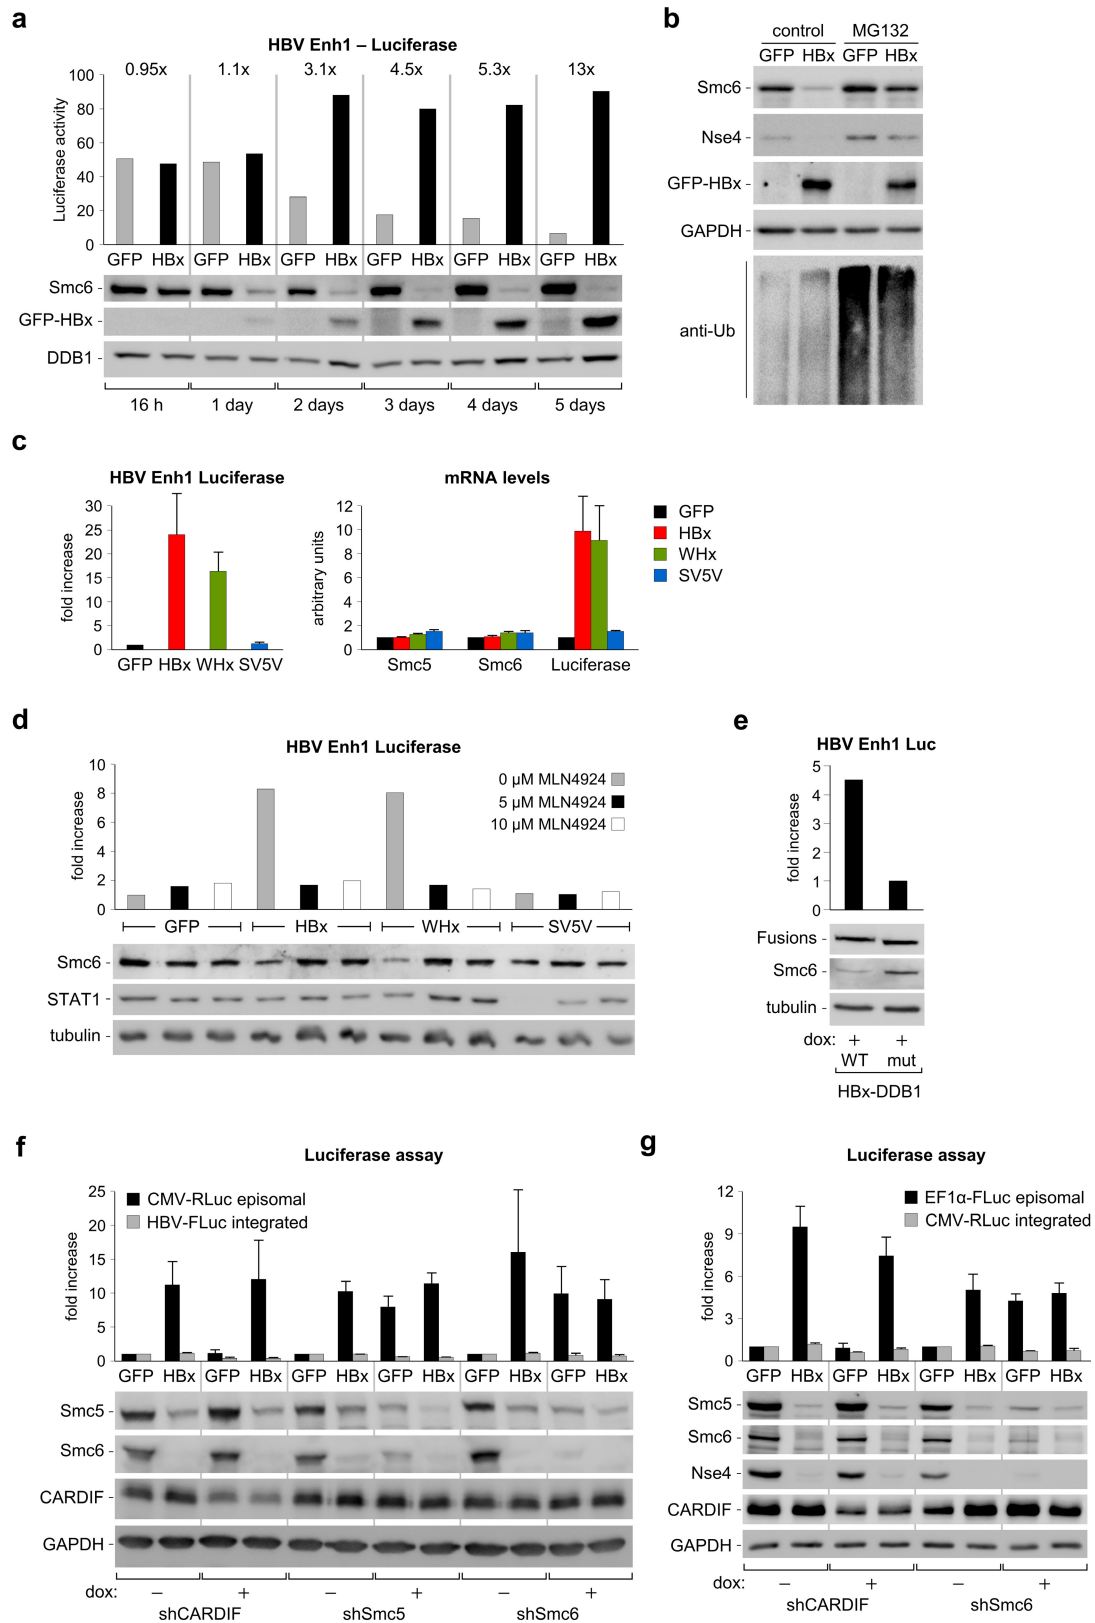 a
HBV Enh1 – Luciferase
0.95x 1.1x 3.1x 4.5x 5.3x 13x
Luciferase activity
100
80
60
40
20
0
GFP HBx GFP HBx GFP HBx GFP HBx GFP HBx GFP HBx
Smc6
GFP-HBx
DDB1
16 h 1 day 2 days 3 days 4 days 5 days
b
control MG132
GFP HBx GFP HBx
Smc6
Nse4
GFP-HBx
GAPDH
anti-Ub
c
HBV Enh1 Luciferase
fold increase
30
25
20
15
10
5
0
GFP HBx WHx SV5V
mRNA levels
arbitrary units
12
10
8
6
4
2
0
Smc5 Smc6 Luciferase
GFP
HBx
WHx
SV5V
d
HBV Enh1 Luciferase
fold increase
10
8
6
4
2
0
0 µM MLN4924
5 µM MLN4924
10 µM MLN4924
GFP HBx WHx SV5V
Smc6
STAT1
tubulin
e
HBV Enh1 Luc
fold increase
5
4
3
2
1
0
Fusions
Smc6
tubulin
dox: + +
WT mut
HBx-DDB1
f
Luciferase assay
fold increase
25
20
15
10
5
0
CMV-RLuc episomal
HBV-FLuc integrated
GFP HBx GFP HBx GFP HBx GFP HBx GFP HBx GFP HBx
Smc5
Smc6
CARDIF
GAPDH
dox: – + – + – +
shCARDIF shSmc5 shSmc6
g
Luciferase assay
fold increase
12
9
6
3
0
EF1α-FLuc episomal
CMV-RLuc integrated
GFP HBx GFP HBx GFP HBx GFP HBx
Smc5
Smc6
Nse4
CARDIF
GAPDH
dox: – + – +
shCARDIF shSmc6